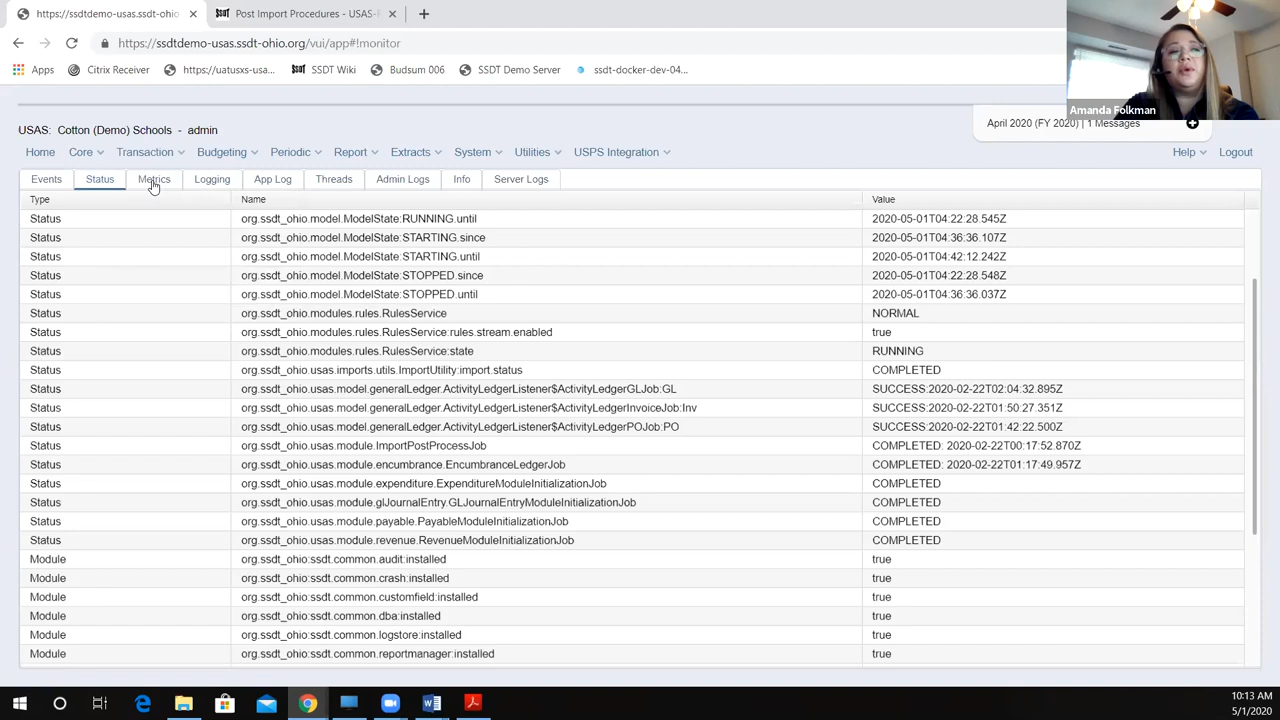 https://ssdtdemo-usas.ssdt-ohio
Post Import Procedures - USAS-
https://ssdtdemo-usas.ssdt-ohio.org/vui/app#!monitor
Apps Citrix Receiver https://uatusxs-usa... SSDT Wiki Budsum 006 SSDT Demo Server ssdt-docker-dev-04...
Amanda Folkman
USAS: Cotton (Demo) Schools - admin
April 2020 (FY 2020) | 1 Messages
Home Core Transaction Budgeting Periodic Report Extracts System Utilities USPS Integration Help Logout
Events Status Metrics Logging App Log Threads Admin Logs Info Server Logs
Type Name Value
Status org.ssdt_ohio.model.ModelState:RUNNING.until 2020-05-01T04:22:28.545Z
Status org.ssdt_ohio.model.ModelState:STARTING.since 2020-05-01T04:36:36.107Z
Status org.ssdt_ohio.model.ModelState:STARTING.until 2020-05-01T04:42:12.242Z
Status org.ssdt_ohio.model.ModelState:STOPPED.since 2020-05-01T04:22:28.548Z
Status org.ssdt_ohio.model.ModelState:STOPPED.until 2020-05-01T04:36:36.037Z
Status org.ssdt_ohio.modules.rules.RulesService NORMAL
Status org.ssdt_ohio.modules.rules.RulesService:rules.stream.enabled true
Status org.ssdt_ohio.modules.rules.RulesService:state RUNNING
Status org.ssdt_ohio.usas.imports.utils.ImportUtility:import.status COMPLETED
Status org.ssdt_ohio.usas.model.generalLedger.ActivityLedgerListener$ActivityLedgerGLJob:GL SUCCESS:2020-02-22T02:04:32.895Z
Status org.ssdt_ohio.usas.model.generalLedger.ActivityLedgerListener$ActivityLedgerInvoiceJob:Inv SUCCESS:2020-02-22T01:50:27.351Z
Status org.ssdt_ohio.usas.model.generalLedger.ActivityLedgerListener$ActivityLedgerPOJob:PO SUCCESS:2020-02-22T01:42:22.500Z
Status org.ssdt_ohio.usas.module.ImportPostProcessJob COMPLETED: 2020-02-22T00:17:52.870Z
Status org.ssdt_ohio.usas.module.encumbrance.EncumbranceLedgerJob COMPLETED: 2020-02-22T01:17:49.957Z
Status org.ssdt_ohio.usas.module.expenditure.ExpenditureModuleInitializationJob COMPLETED
Status org.ssdt_ohio.usas.module.glJournalEntry.GLJournalEntryModuleInitializationJob COMPLETED
Status org.ssdt_ohio.usas.module.payable.PayableModuleInitializationJob COMPLETED
Status org.ssdt_ohio.usas.module.revenue.RevenueModuleInitializationJob COMPLETED
Module org.ssdt_ohio:ssdt.common.audit:installed true
Module org.ssdt_ohio:ssdt.common.crash:installed true
Module org.ssdt_ohio:ssdt.common.customfield:installed true
Module org.ssdt_ohio:ssdt.common.dba:installed true
Module org.ssdt_ohio:ssdt.common.logstore:installed true
Module org.ssdt_ohio:ssdt.common.reportmanager:installed true
10:13 AM
5/1/2020